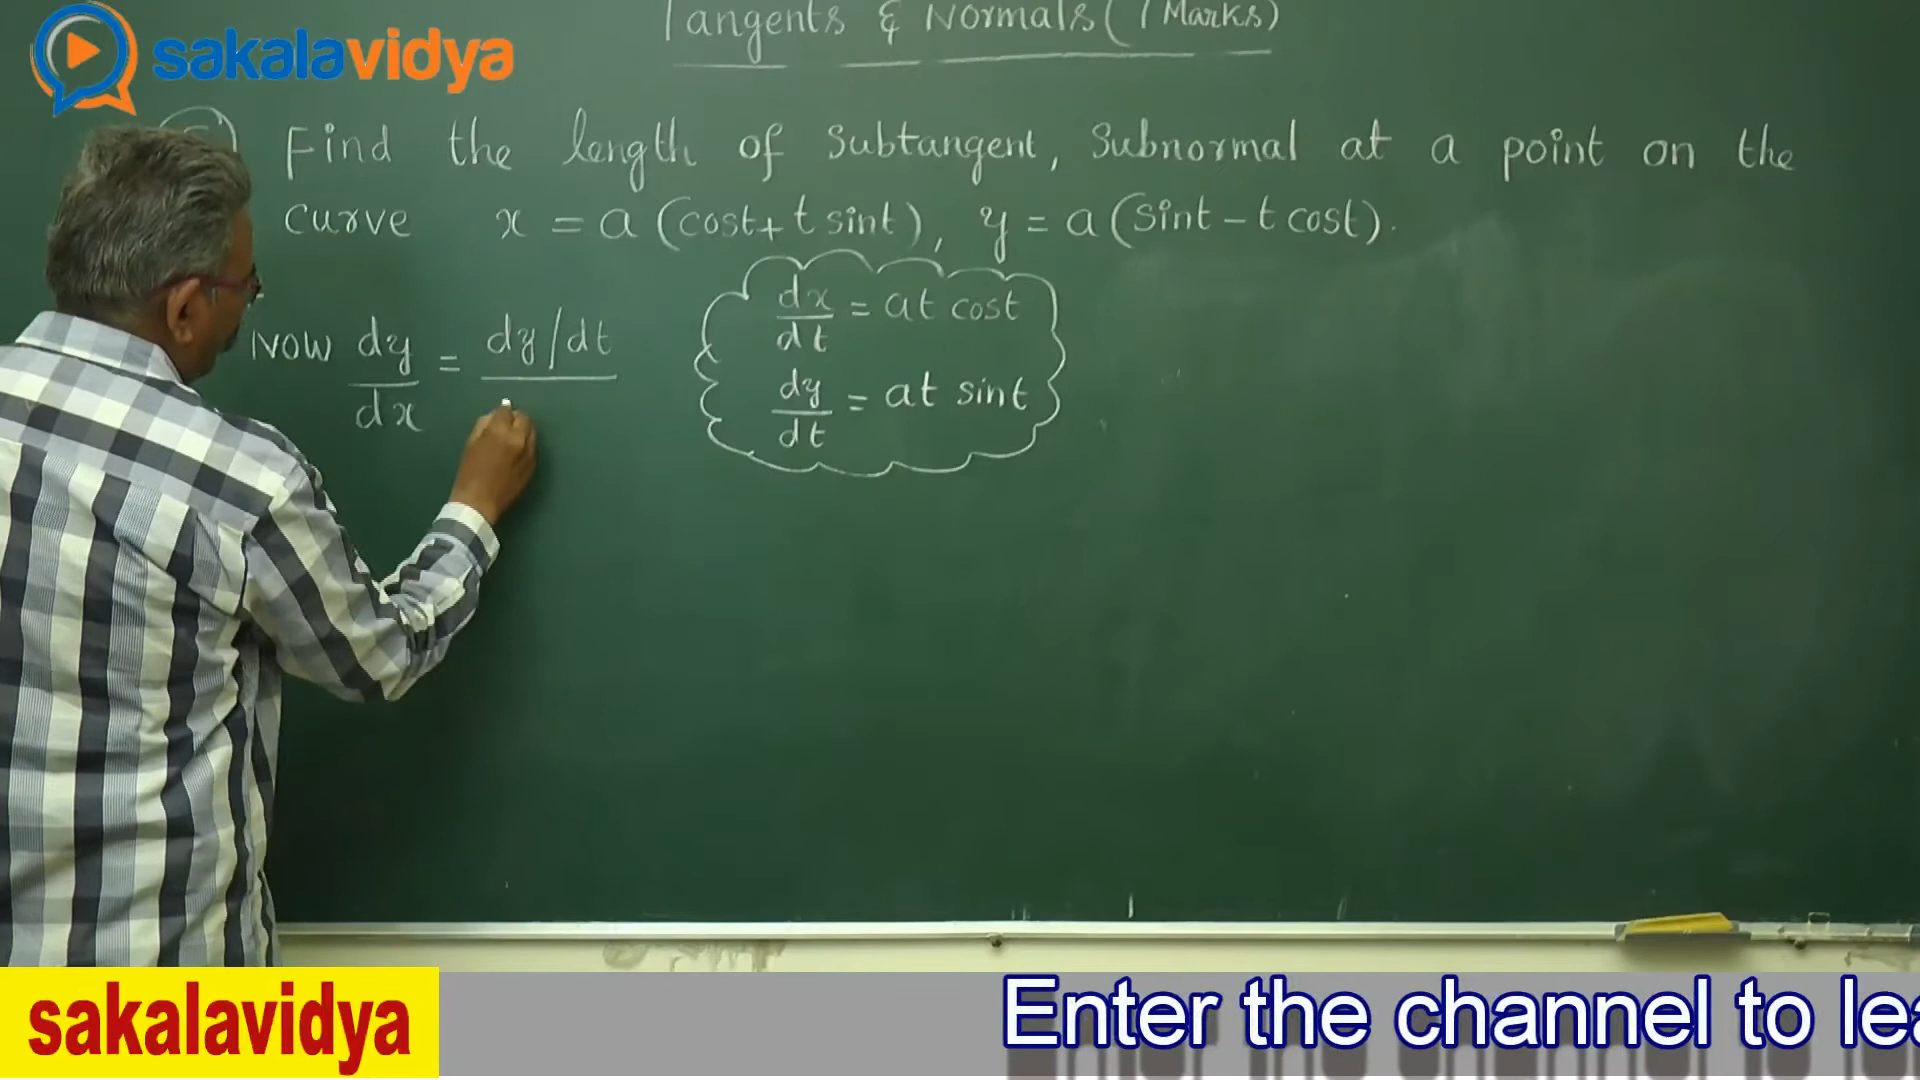 sakalavidya
Tangents & Normals (7 Marks)
Find the length of Subtangent, Subnormal at a point on the
curve x = a (cost + t sint), y = a (sint - t cost).
Now dy/dx = dy/dt
dx/dt = at cost
dy/dt = at sint
sakalavidya
Enter the channel to lea